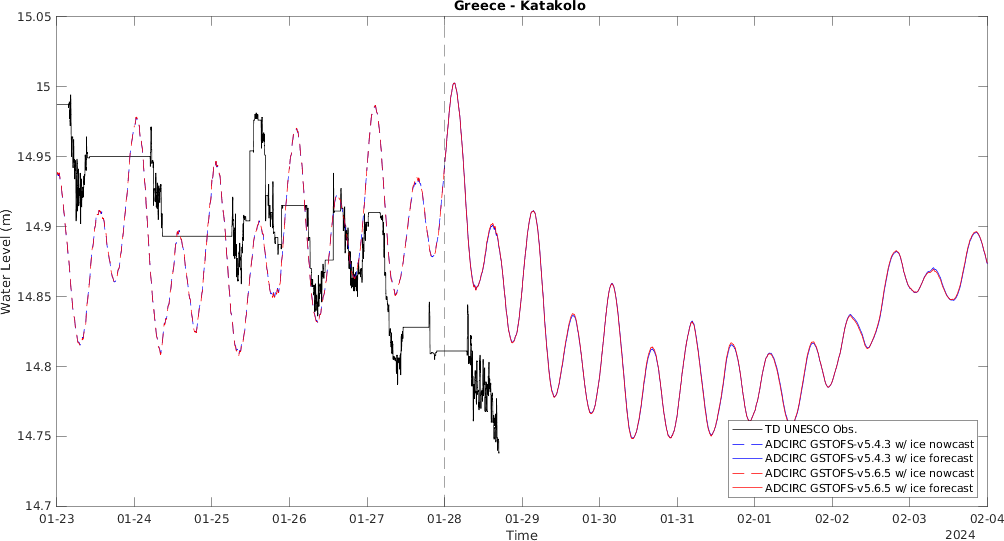 Greece - Katakolo
15.05
15
14.95
14.9
14.85
14.8
14.75
14.7
Water Level (m)
TD UNESCO Obs.
ADCIRC GSTOFS-v5.4.3 w/ ice nowcast
ADCIRC GSTOFS-v5.4.3 w/ ice forecast
ADCIRC GSTOFS-v5.6.5 w/ ice nowcast
ADCIRC GSTOFS-v5.6.5 w/ ice forecast
01-23 01-24 01-25 01-26 01-27 01-28 01-29 01-30 01-31 02-01 02-02 02-03 02-04
Time
2024